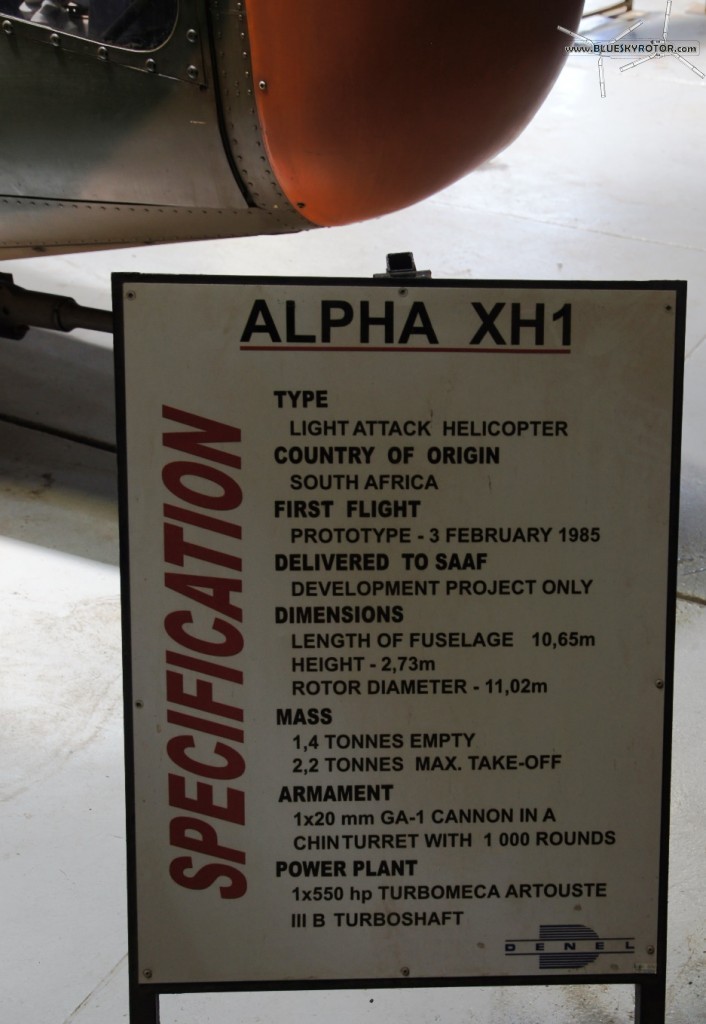 www.BLUESKYROTOR.com
ALPHA XH1
SPECIFICATION
TYPE
LIGHT ATTACK HELICOPTER
COUNTRY OF ORIGIN
SOUTH AFRICA
FIRST FLIGHT
PROTOTYPE - 3 FEBRUARY 1985
DELIVERED TO SAAF
DEVELOPMENT PROJECT ONLY
DIMENSIONS
LENGTH OF FUSELAGE 10,65m
HEIGHT - 2,73m
ROTOR DIAMETER - 11,02m
MASS
1,4 TONNES EMPTY
2,2 TONNES MAX. TAKE-OFF
ARMAMENT
1x20 mm GA-1 CANNON IN A
CHIN TURRET WITH 1 000 ROUNDS
POWER PLANT
1x550 hp TURBOMECA ARTOUSTE
III B TURBOSHAFT
DENEL